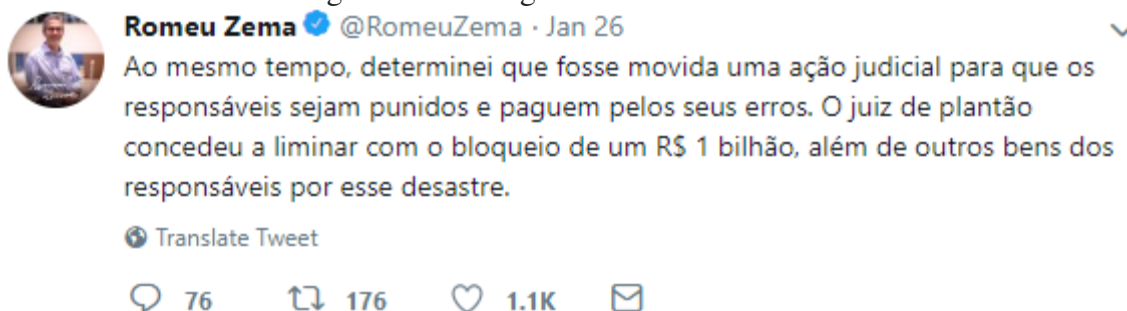 Romeu Zema @RomeuZema · Jan 26
Ao mesmo tempo, determinei que fosse movida uma ação judicial para que os
responsáveis sejam punidos e paguem pelos seus erros. O juiz de plantão
concedeu a liminar com o bloqueio de um R$ 1 bilhão, além de outros bens dos
responsáveis por esse desastre.
Translate Tweet
76 176 1.1K